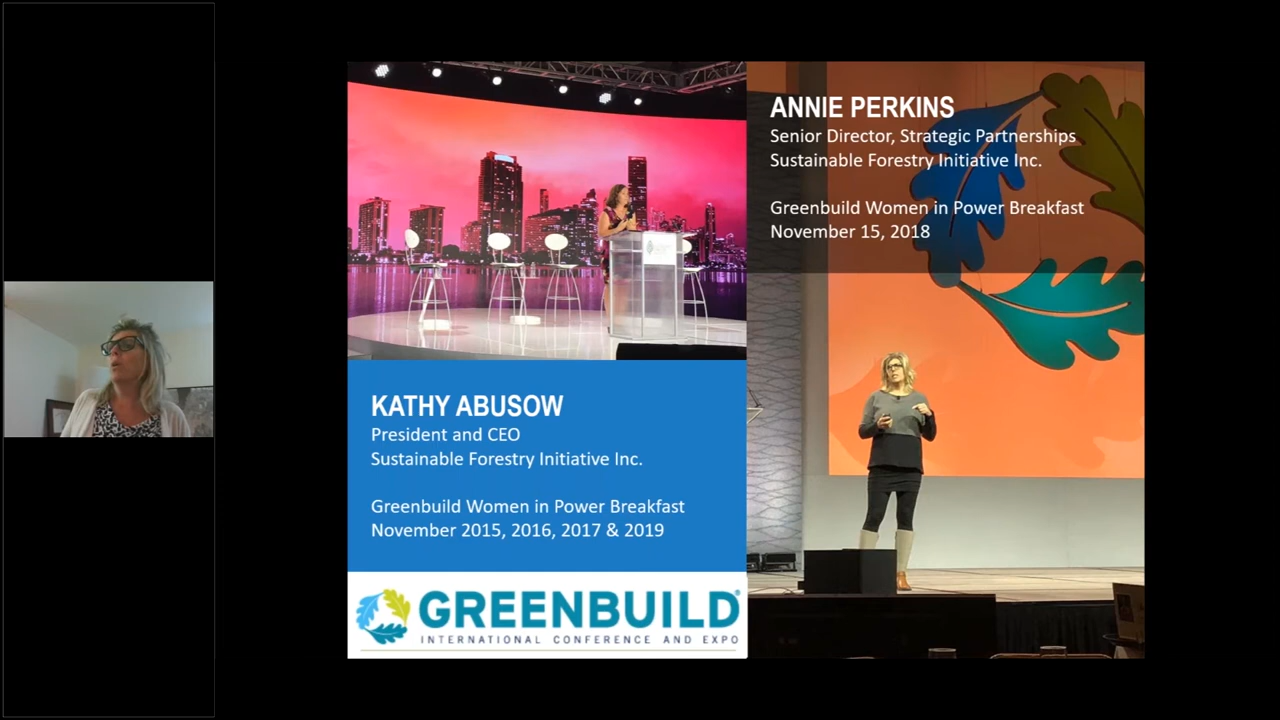 KATHY ABUSOW
President and CEO
Sustainable Forestry Initiative Inc.
Greenbuild Women in Power Breakfast
November 2015, 2016, 2017 & 2019
GREENBUILD®
INTERNATIONAL CONFERENCE AND EXPO
ANNIE PERKINS
Senior Director, Strategic Partnerships
Sustainable Forestry Initiative Inc.
Greenbuild Women in Power Breakfast
November 15, 2018